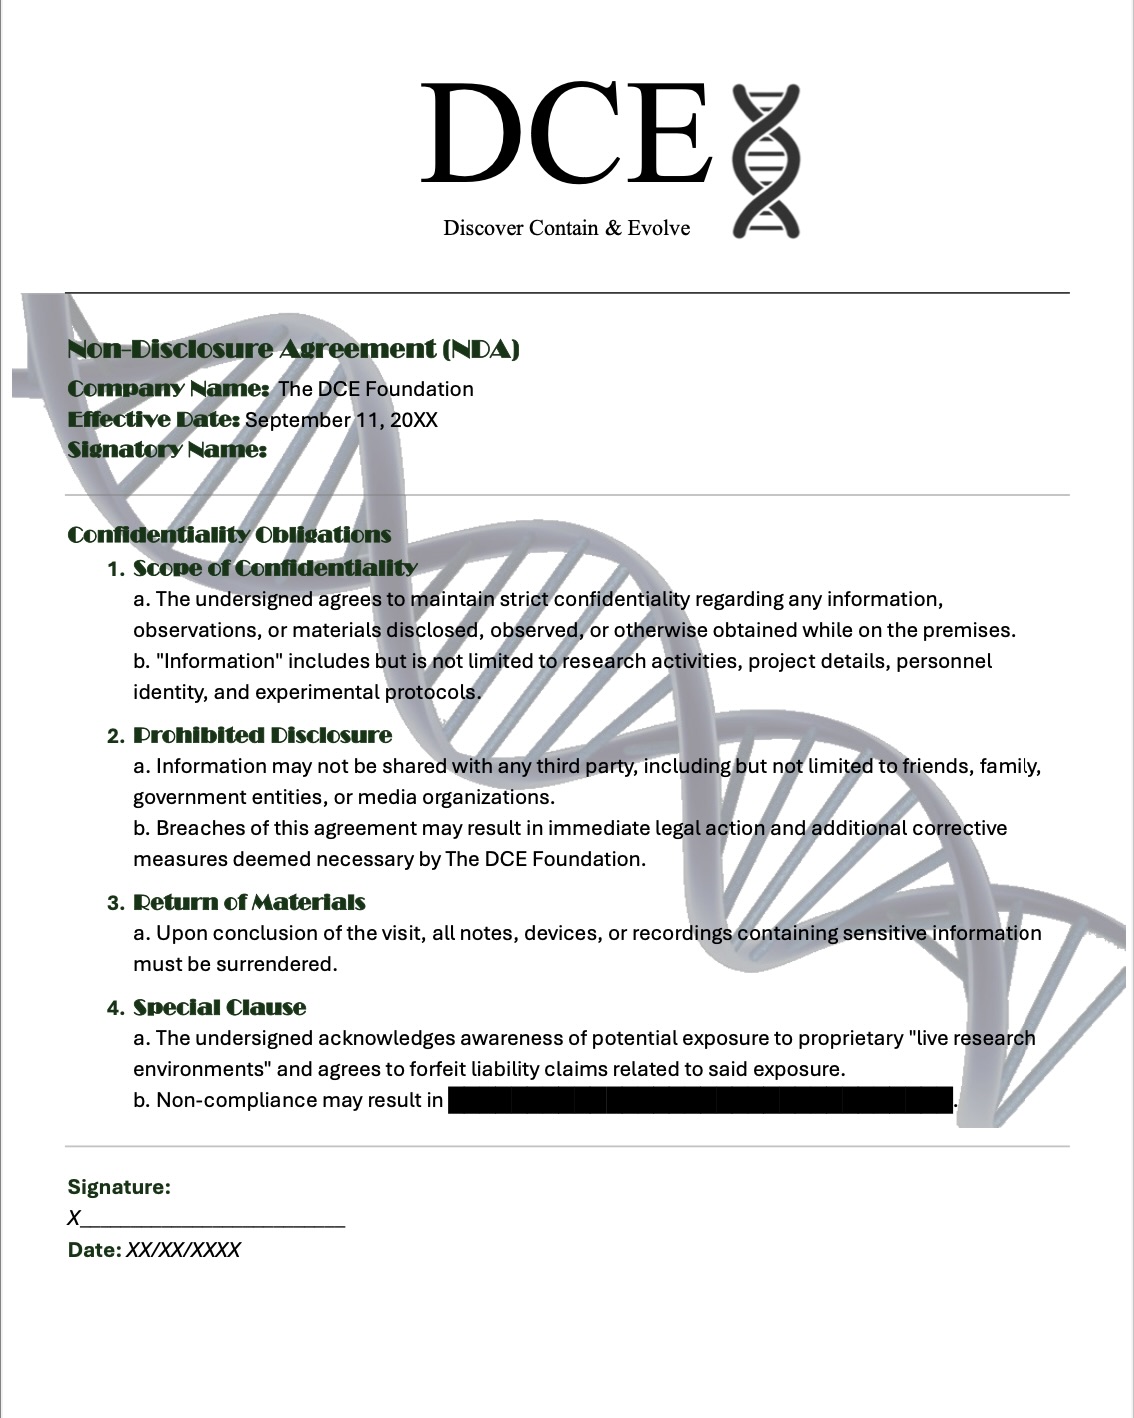 DCE
Discover Contain & Evolve
Non-Disclosure Agreement (NDA)
Company Name: The DCE Foundation
Effective Date: September 11, 20XX
Signatory Name:
Confidentiality Obligations
1. Scope of Confidentiality
a. The undersigned agrees to maintain strict confidentiality regarding any information,
observations, or materials disclosed, observed, or otherwise obtained while on the premises.
b. "Information" includes but is not limited to research activities, project details, personnel
identity, and experimental protocols.
2. Prohibited Disclosure
a. Information may not be shared with any third party, including but not limited to friends, family,
government entities, or media organizations.
b. Breaches of this agreement may result in immediate legal action and additional corrective
measures deemed necessary by The DCE Foundation.
3. Return of Materials
a. Upon conclusion of the visit, all notes, devices, or recordings containing sensitive information
must be surrendered.
4. Special Clause
a. The undersigned acknowledges awareness of potential exposure to proprietary "live research
environments" and agrees to forfeit liability claims related to said exposure.
b. Non-compliance may result in .
Signature:
X________________________
Date: XX/XX/XXXX